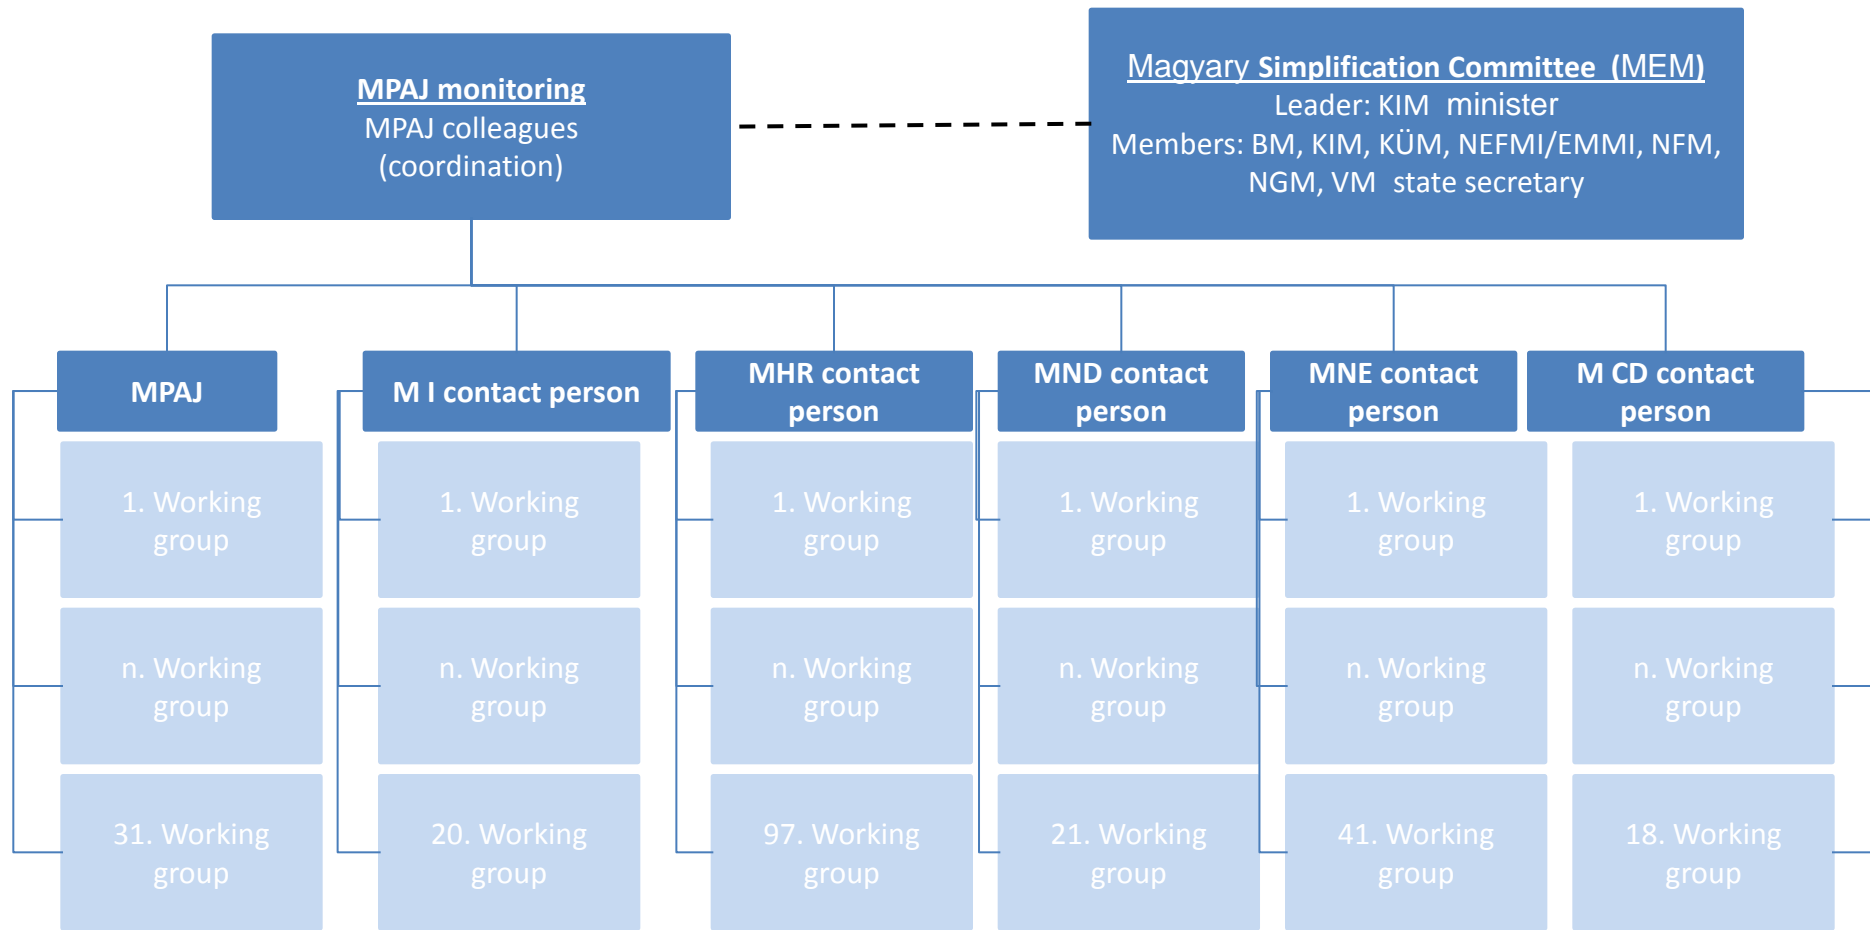 MPAJ monitoring
MPAJ colleagues
(coordination)
Magyary Simplification Committee (MEM)
Leader: KIM minister
Members: BM, KIM, KÜM, NEFMI/EMMI, NFM,
NGM, VM state secretary
MPAJ
M I contact person
MHR contact
person
MND contact
person
MNE contact
person
M CD contact
person
1. Working
group
1. Working
group
1. Working
group
1. Working
group
1. Working
group
1. Working
group
n. Working
group
n. Working
group
n. Working
group
n. Working
group
n. Working
group
n. Working
group
31. Working
group
20. Working
group
97. Working
group
21. Working
group
41. Working
group
18. Working
group